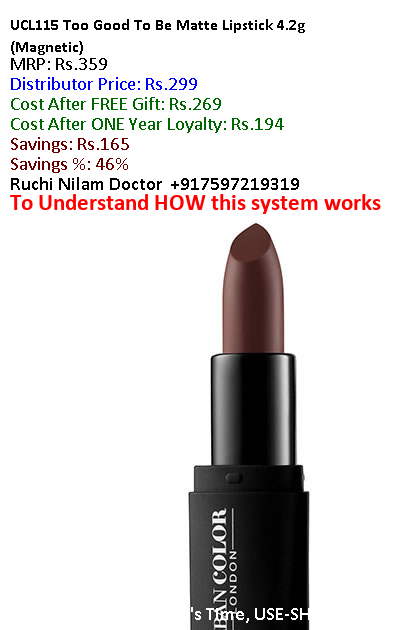 UCL115 Too Good To Be Matte Lipstick 4.2g
(Magnetic)
MRP: Rs.359
Distributor Price: Rs.299
Cost After FREE Gift: Rs.269
Cost After ONE Year Loyalty: Rs.194
Savings: Rs.165
Savings %: 46%
Ruchi Nilam Doctor +917597219319
To Understand HOW this system works
BAN COLOR
LONDON
's Time, USE-SH